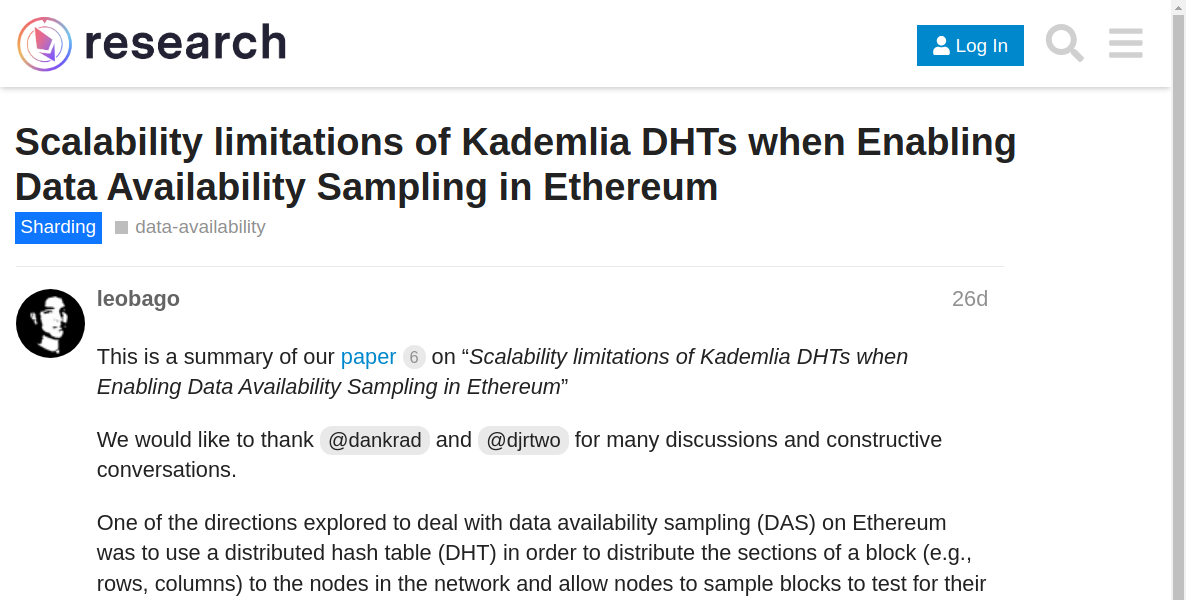 research
Log In
Scalability limitations of Kademlia DHTs when Enabling
Data Availability Sampling in Ethereum
Sharding data-availability
leobago 26d
This is a summary of our paper 6 on “Scalability limitations of Kademlia DHTs when
Enabling Data Availability Sampling in Ethereum”
We would like to thank @dankrad and @djrtwo for many discussions and constructive
conversations.
One of the directions explored to deal with data availability sampling (DAS) on Ethereum
was to use a distributed hash table (DHT) in order to distribute the sections of a block (e.g.,
rows, columns) to the nodes in the network and allow nodes to sample blocks to test for their